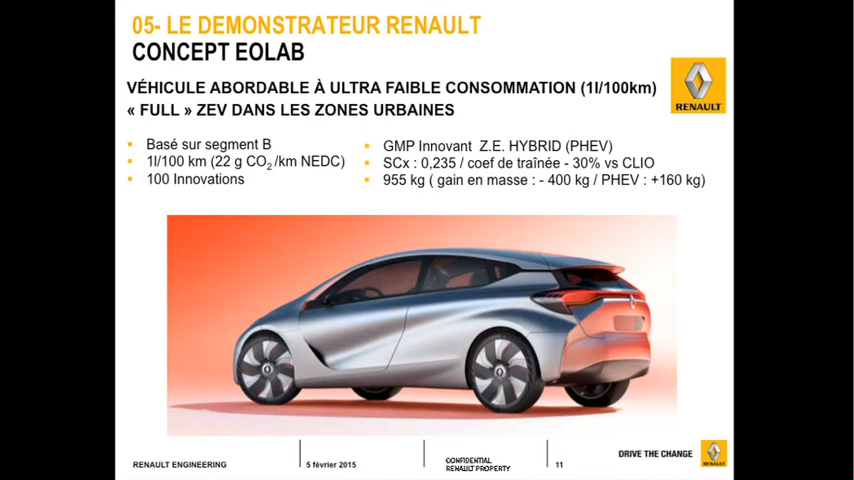 05- LE DEMONSTRATEUR RENAULT
CONCEPT EOLAB
VÉHICULE ABORDABLE À ULTRA FAIBLE CONSOMMATION (1l/100km)
« FULL » ZEV DANS LES ZONES URBAINES
RENAULT
Basé sur segment B
1l/100 km (22 g CO2 /km NEDC)
100 Innovations
GMP Innovant Z.E. HYBRID (PHEV)
SCx : 0,235 / coef de traînée - 30% vs CLIO
955 kg ( gain en masse : - 400 kg / PHEV : +160 kg)
RENAULT ENGINEERING
5 février 2015
CONFIDENTIAL
RENAULT PROPERTY
11
DRIVE THE CHANGE
RENAULT